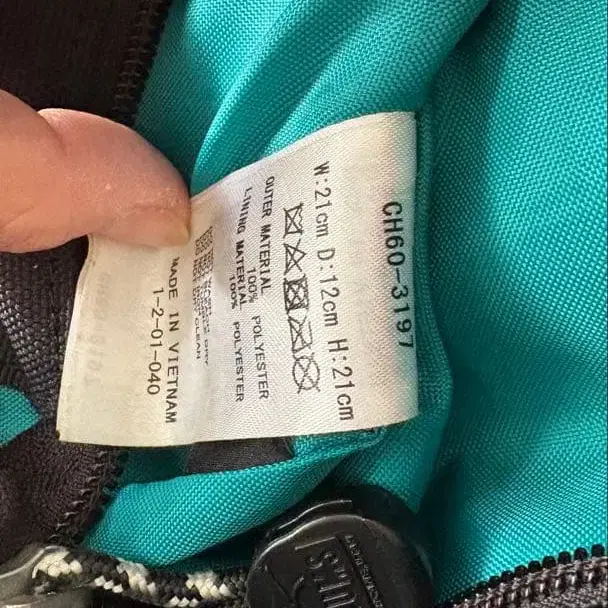 CH60-3197
W:21cm D:12cm H:21cm
OUTER MATERIAL
100% POLYESTER
LINING MATERIAL
100% POLYESTER
MADE IN VIETNAM
1-2-01-040